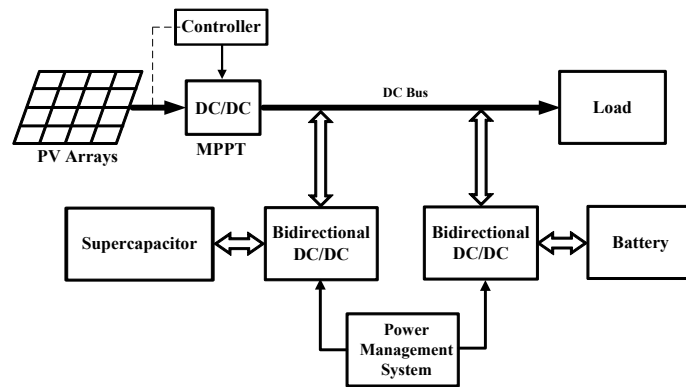 Controller
DC/DC
DC Bus
Load
PV Arrays
MPPT
Supercapacitor
Bidirectional
DC/DC
Bidirectional
DC/DC
Battery
Power
Management
System